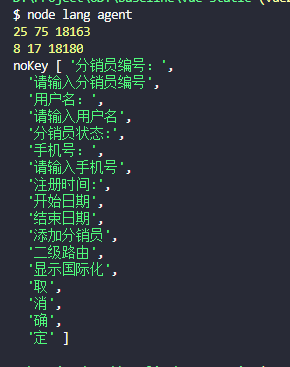 $ node lang agent
25 75 18163
8 17 18180
noKey [ '分销员编号：',
'请输入分销员编号',
'用户名：',
'请输入用户名',
'分销员状态:',
'手机号：',
'请输入手机号',
'注册时间:',
'开始日期',
'结束日期',
'添加分销员',
'二级路由',
'显示国际化',
'取',
'消',
'确',
'定' ]